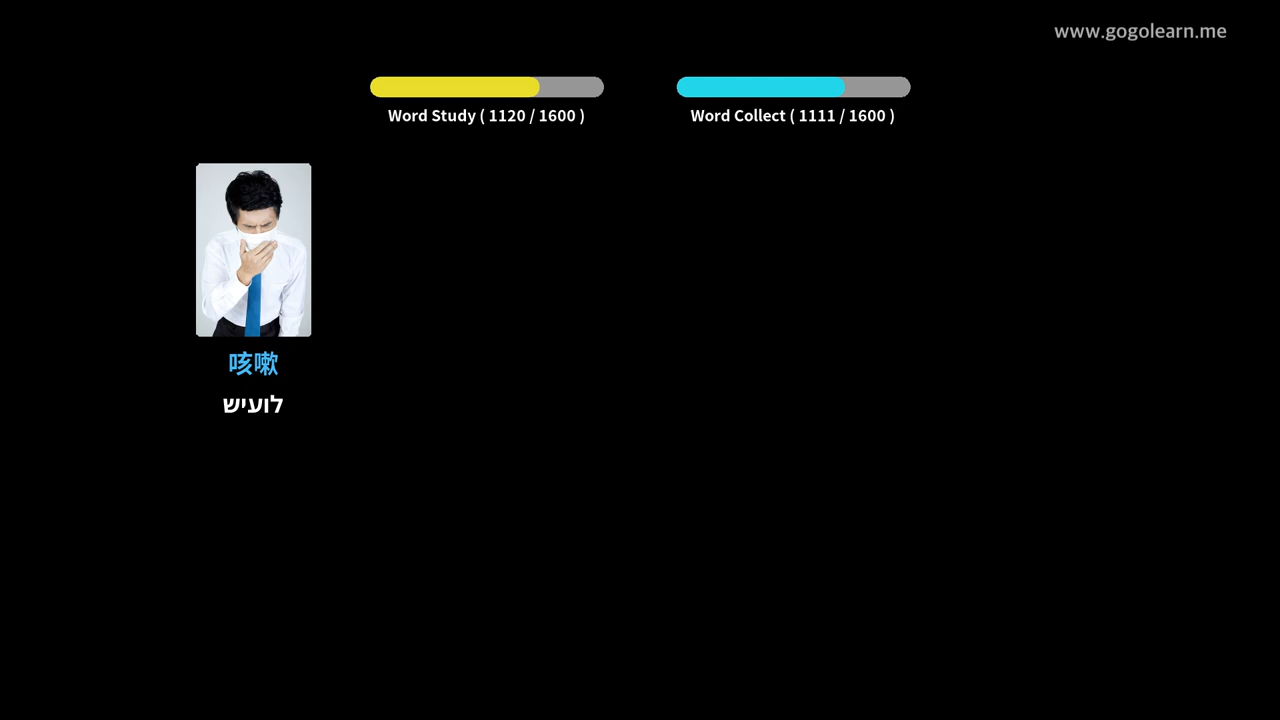 www.gogolearn.me
Word Study ( 1120 / 1600 )
Word Collect ( 1111 / 1600 )
咳嗽
לועיש